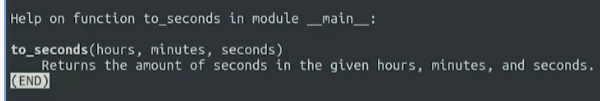 Help on function to_seconds in module __main__:
to_seconds(hours, minutes, seconds)
Returns the amount of seconds in the given hours, minutes, and seconds.
(END)